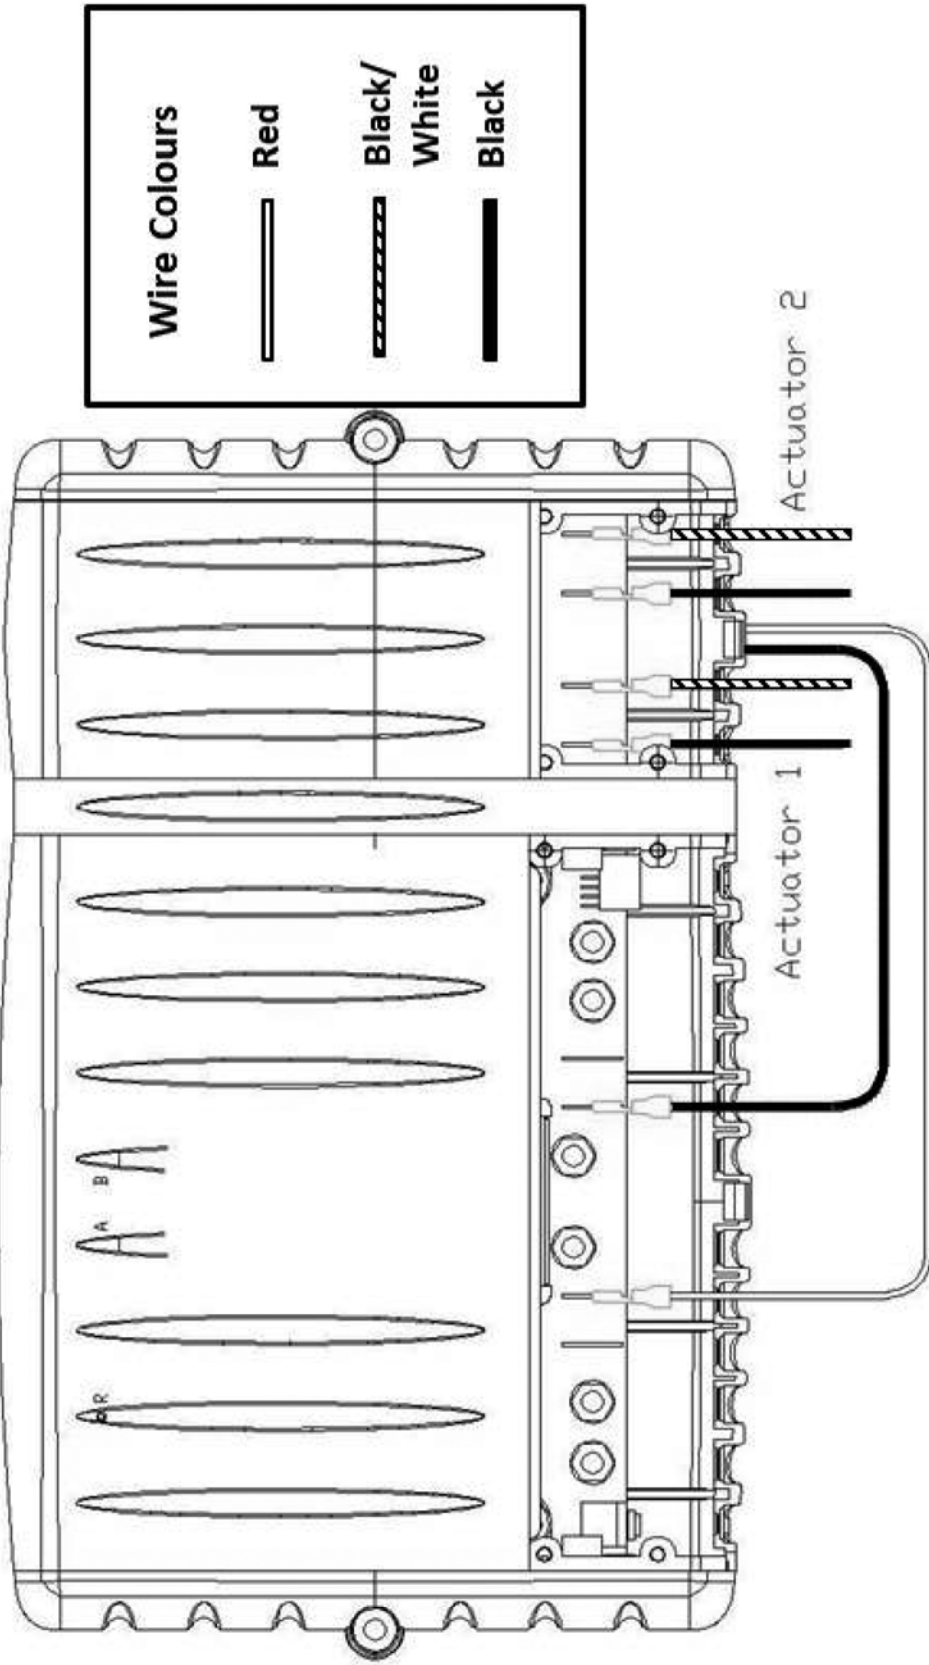 Wire Colours
Red
Black/
White
Black
Actuator 2
Actuator 1
B
A
R